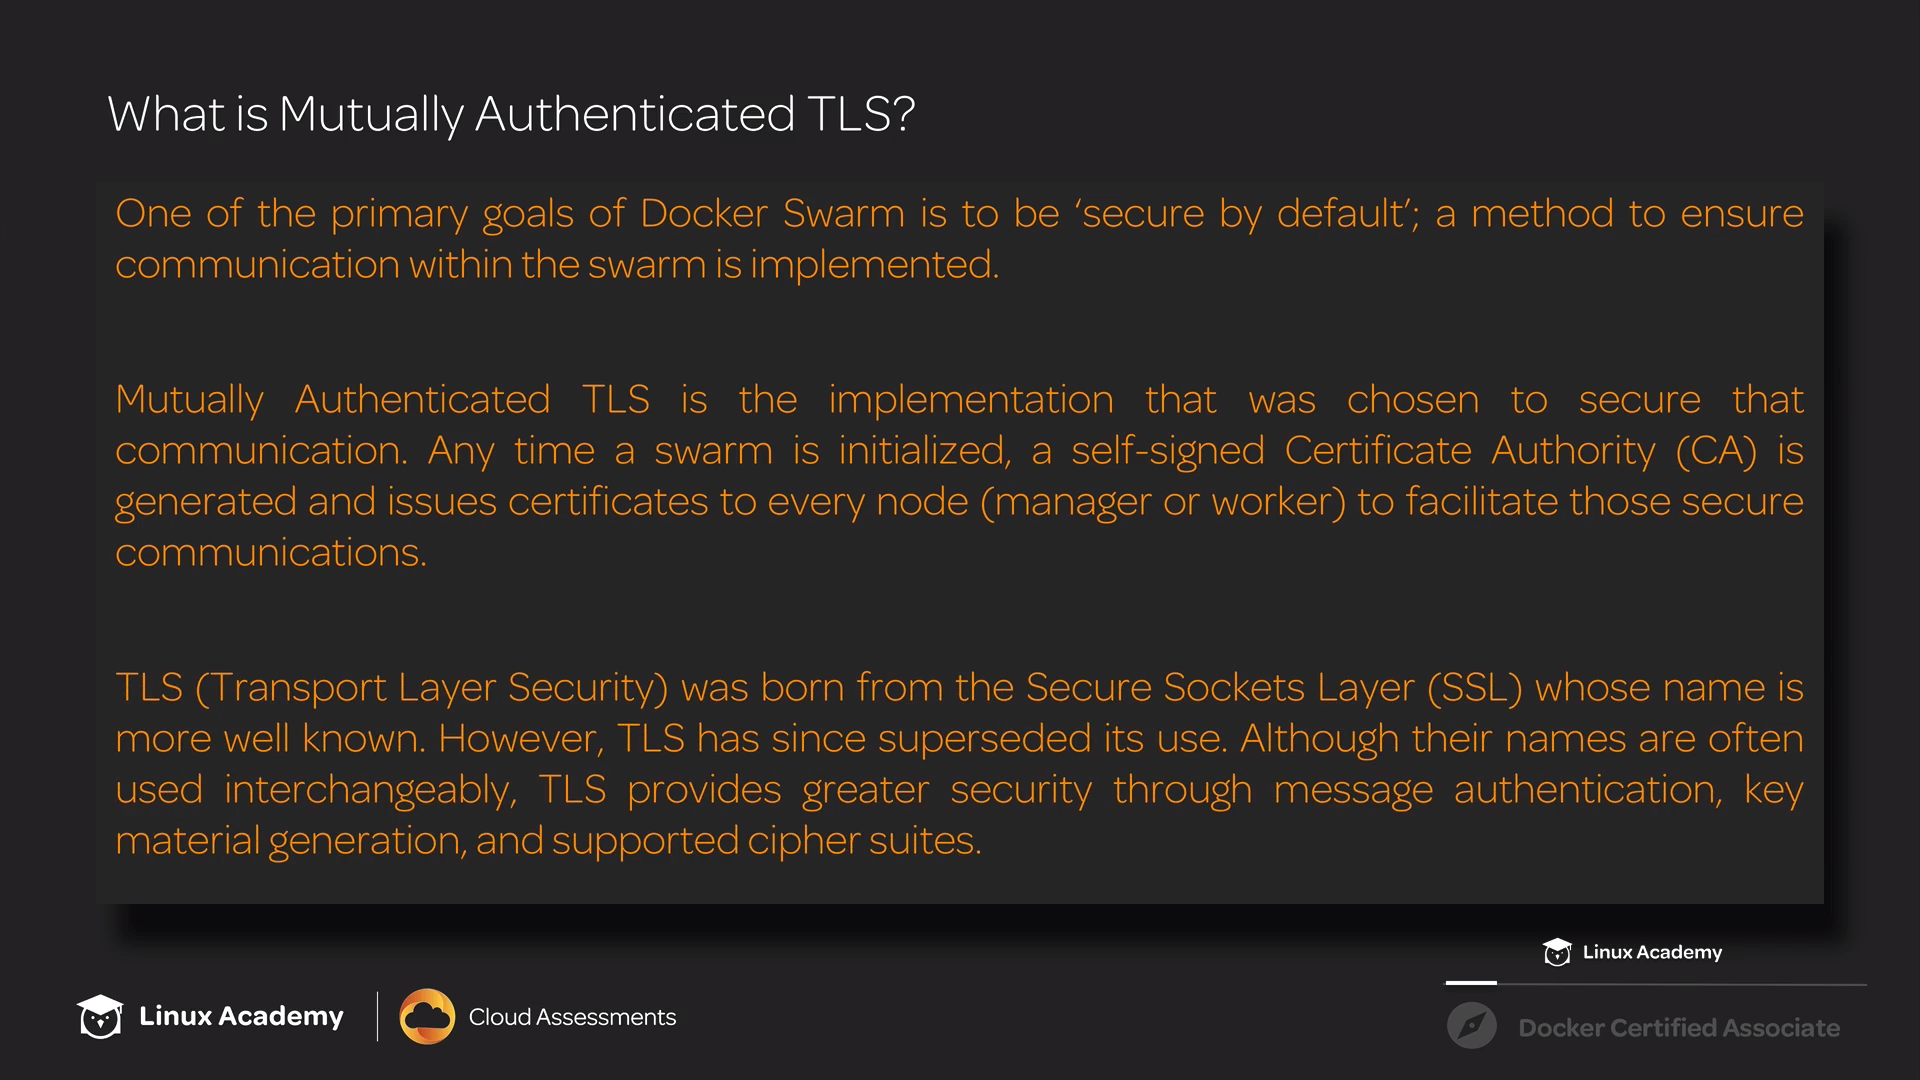 What is Mutually Authenticated TLS?
One of the primary goals of Docker Swarm is to be ‘secure by default’; a method to ensure
communication within the swarm is implemented.
Mutually Authenticated TLS is the implementation that was chosen to secure that
communication. Any time a swarm is initialized, a self-signed Certificate Authority (CA) is
generated and issues certificates to every node (manager or worker) to facilitate those secure
communications.
TLS (Transport Layer Security) was born from the Secure Sockets Layer (SSL) whose name is
more well known. However, TLS has since superseded its use. Although their names are often
used interchangeably, TLS provides greater security through message authentication, key
material generation, and supported cipher suites.
Linux Academy
Linux Academy
Cloud Assessments
Docker Certified Associate